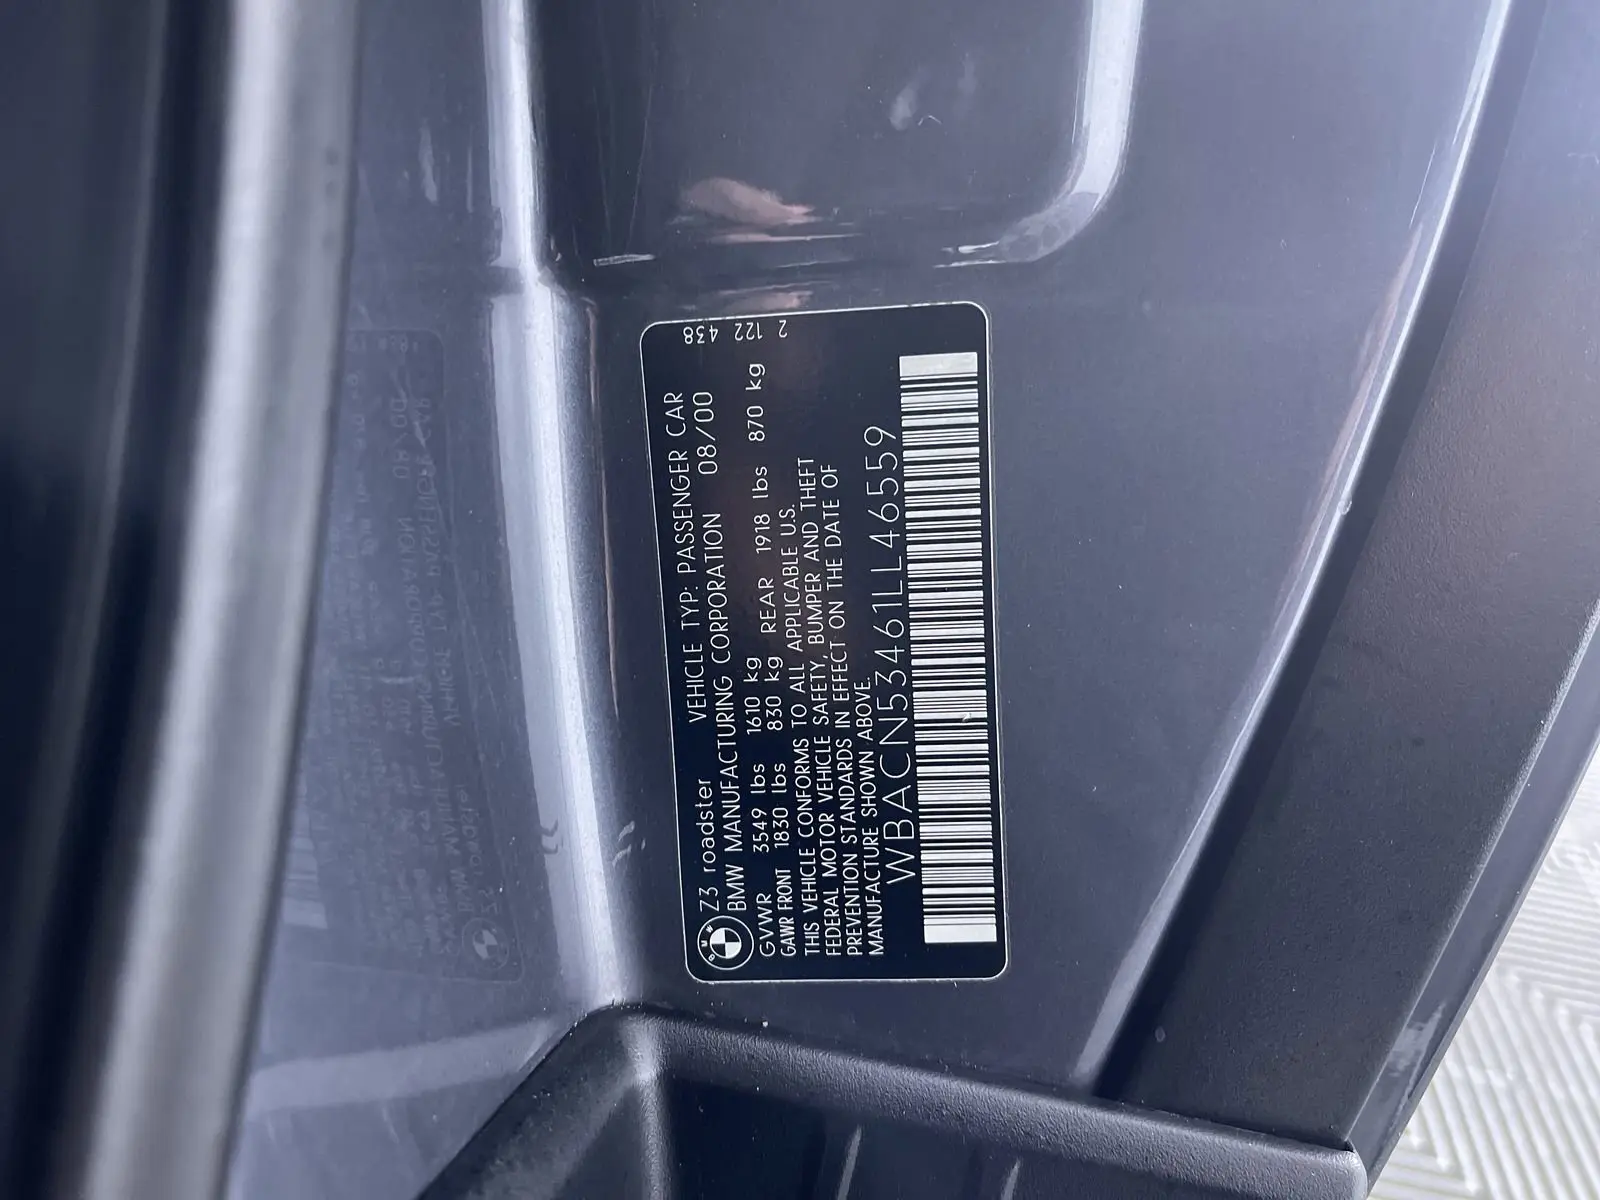 BMW
Z3 roadster VEHICLE TYP: PASSENGER CAR
BMW MANUFACTURING CORPORATION 08/00
GVWR 3549 lbs 1610 kg
GAWR FRONT 1830 lbs 830 kg REAR 1918 lbs 870 kg
THIS VEHICLE CONFORMS TO ALL APPLICABLE U.S.
FEDERAL MOTOR VEHICLE SAFETY, BUMPER AND THEFT
PREVENTION STANDARDS IN EFFECT ON THE DATE OF
MANUFACTURE SHOWN ABOVE.
WBACN53461LL46559
2 122 438